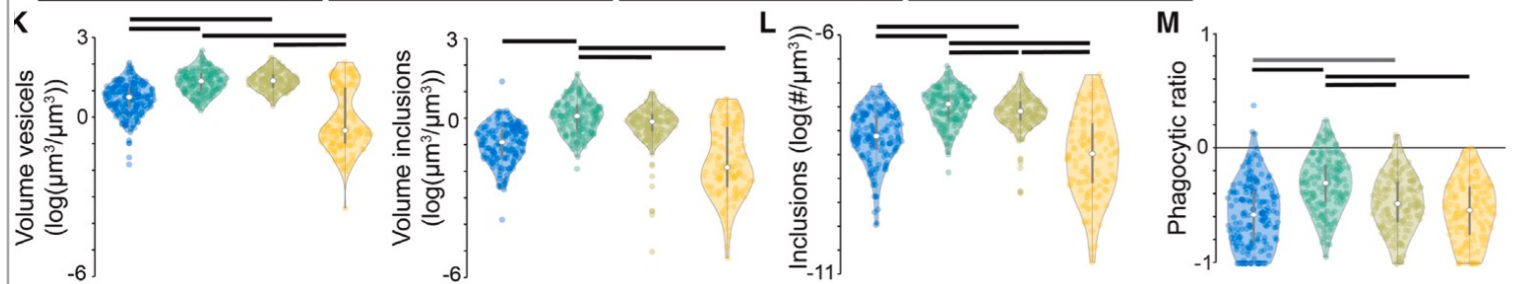 K
Volume vesicels
(log(μm³/μm³))
3
0
-6
Volume inclusions
(log(μm³/μm³))
3
0
-6
L
Inclusions (log(#/μm³))
-6
-11
M
Phagocytic ratio
1
0
-1